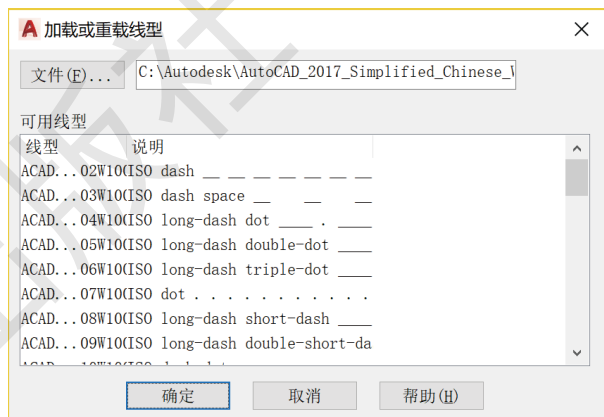 加载或重载线型
文件(F)... C:\Autodesk\AutoCAD_2017_Simplified_Chinese_
可用线型
线型 说明
ACAD...02W10(ISO dash __ __ __ __ __ __ __
ACAD...03W10(ISO dash space __    __    __
ACAD...04W10(ISO long-dash dot ____ . ____
ACAD...05W10(ISO long-dash double-dot ____
ACAD...06W10(ISO long-dash triple-dot ____
ACAD...07W10(ISO dot . . . . . . . . . . .
ACAD...08W10(ISO long-dash short-dash ____
ACAD...09W10(ISO long-dash double-short-da
确定 取消 帮助(H)